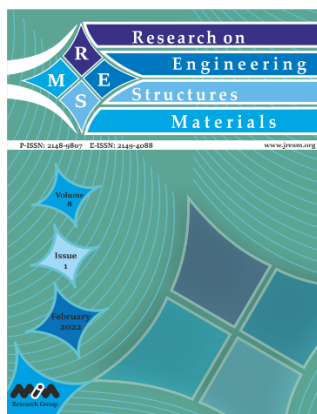 Research on
R
Engineering
M E
Structures
S
Materials
P-ISSN: 2148-9807 E-ISSN: 2149-4088 www.jresm.org
Volume
8
Issue
1
February
2022
MIM
Research Group